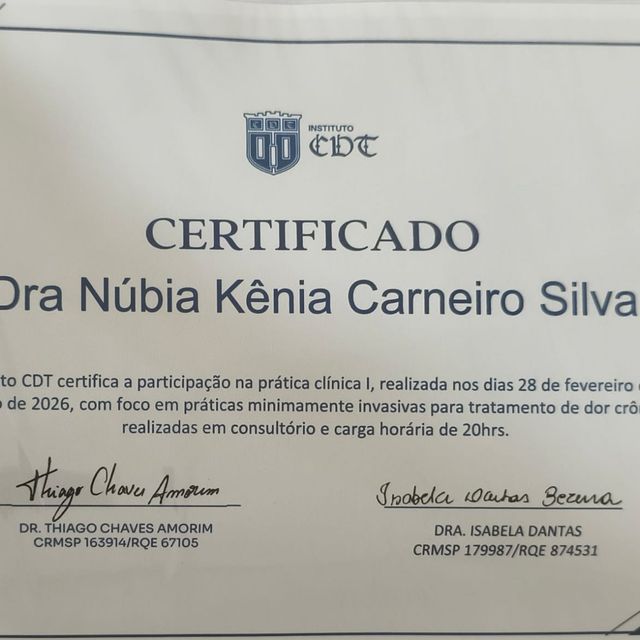 INSTITUTO
CDT
CERTIFICADO
Dra Núbia Kênia Carneiro Silva
to CDT certifica a participação na prática clínica I, realizada nos dias 28 de fevereiro
de 2026, com foco em práticas minimamente invasivas para tratamento de dor crô
realizadas em consultório e carga horária de 20hrs.
Thiago Chaves Amorim
Isabela Dantas Bezerra
DR. THIAGO CHAVES AMORIM
CRMSP 163914/RQE 67105
DRA. ISABELA DANTAS
CRMSP 179987/RQE 874531